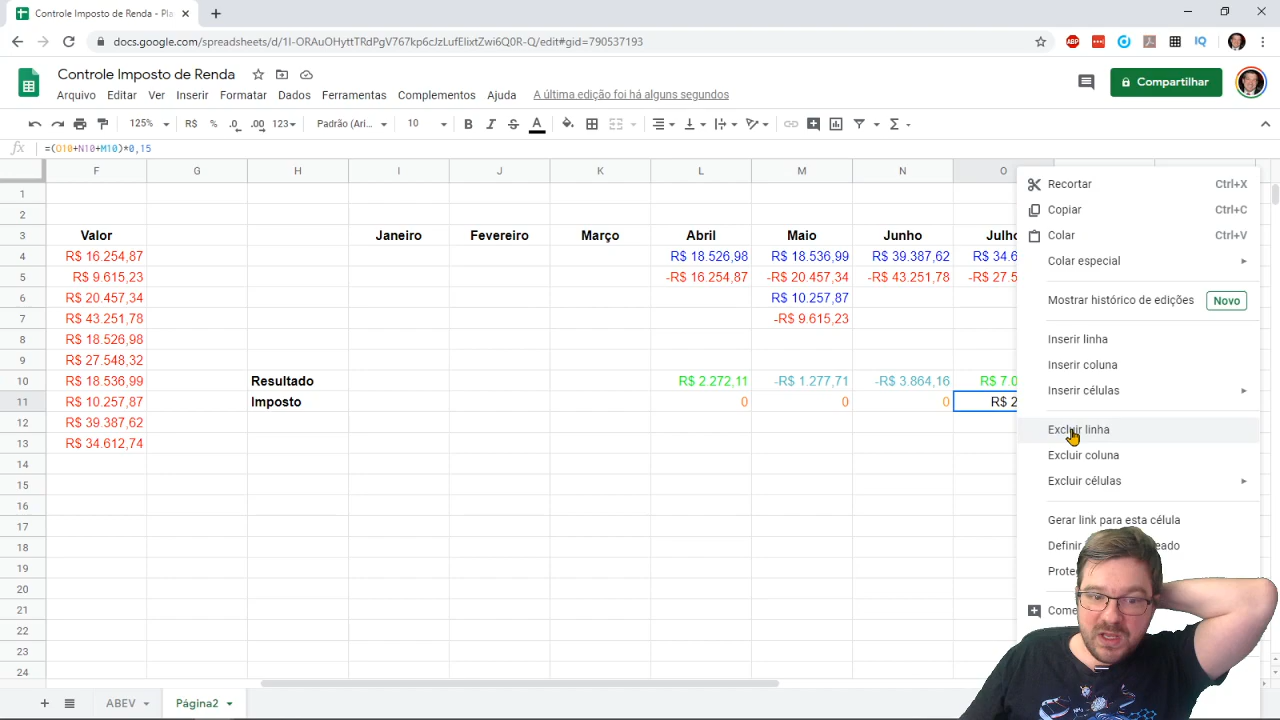 Controle Imposto de Renda - Pla
docs.google.com/spreadsheets/d/1I-ORAuOHyttTRdPgV767kp6cJzLufElixtZwi6Q0R-Q/edit#gid=790537193
ABP
IQ
Controle Imposto de Renda
Arquivo Editar Ver Inserir Formatar Dados Ferramentas Complementos Ajuda A última edição foi há alguns segundos
Compartilhar
125% R$ % .0 .00 123 Padrão (Ari... 10 B I S A Σ
fx =(O10+N10+M10)*0,15
F G H I J K L M N O
1
2
3 Valor Janeiro Fevereiro Março Abril Maio Junho Julho
4 R$ 16.254,87 R$ 18.526,98 R$ 18.536,99 R$ 39.387,62 R$ 34.6
5 R$ 9.615,23 -R$ 16.254,87 -R$ 20.457,34 -R$ 43.251,78 -R$ 27.5
6 R$ 20.457,34 R$ 10.257,87
7 R$ 43.251,78 -R$ 9.615,23
8 R$ 18.526,98
9 R$ 27.548,32
10 R$ 18.536,99 Resultado R$ 2.272,11 -R$ 1.277,71 -R$ 3.864,16 R$ 7.0
11 R$ 10.257,87 Imposto 0 0 0 R$ 2
12 R$ 39.387,62
13 R$ 34.612,74
14
15
16
17
18
19
20
21
22
23
24
Recortar Ctrl+X
Copiar Ctrl+C
Colar Ctrl+V
Colar especial
Mostrar histórico de edições Novo
Inserir linha
Inserir coluna
Inserir células
Excluir linha
Excluir coluna
Excluir células
Gerar link para esta célula
Definir
ABEV Página2